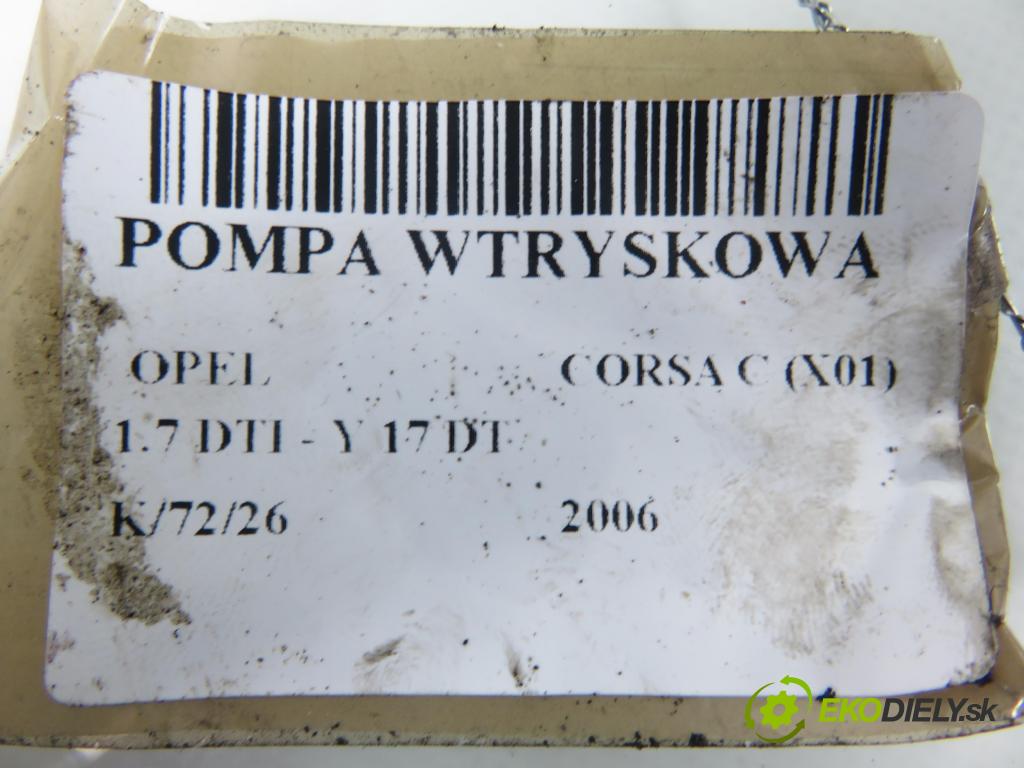 POMPA WTRYSKOWA
OPEL CORSA C (X01)
1.7 DTI - Y 17 DT
K/72/26 2006
EKODIELY.sk